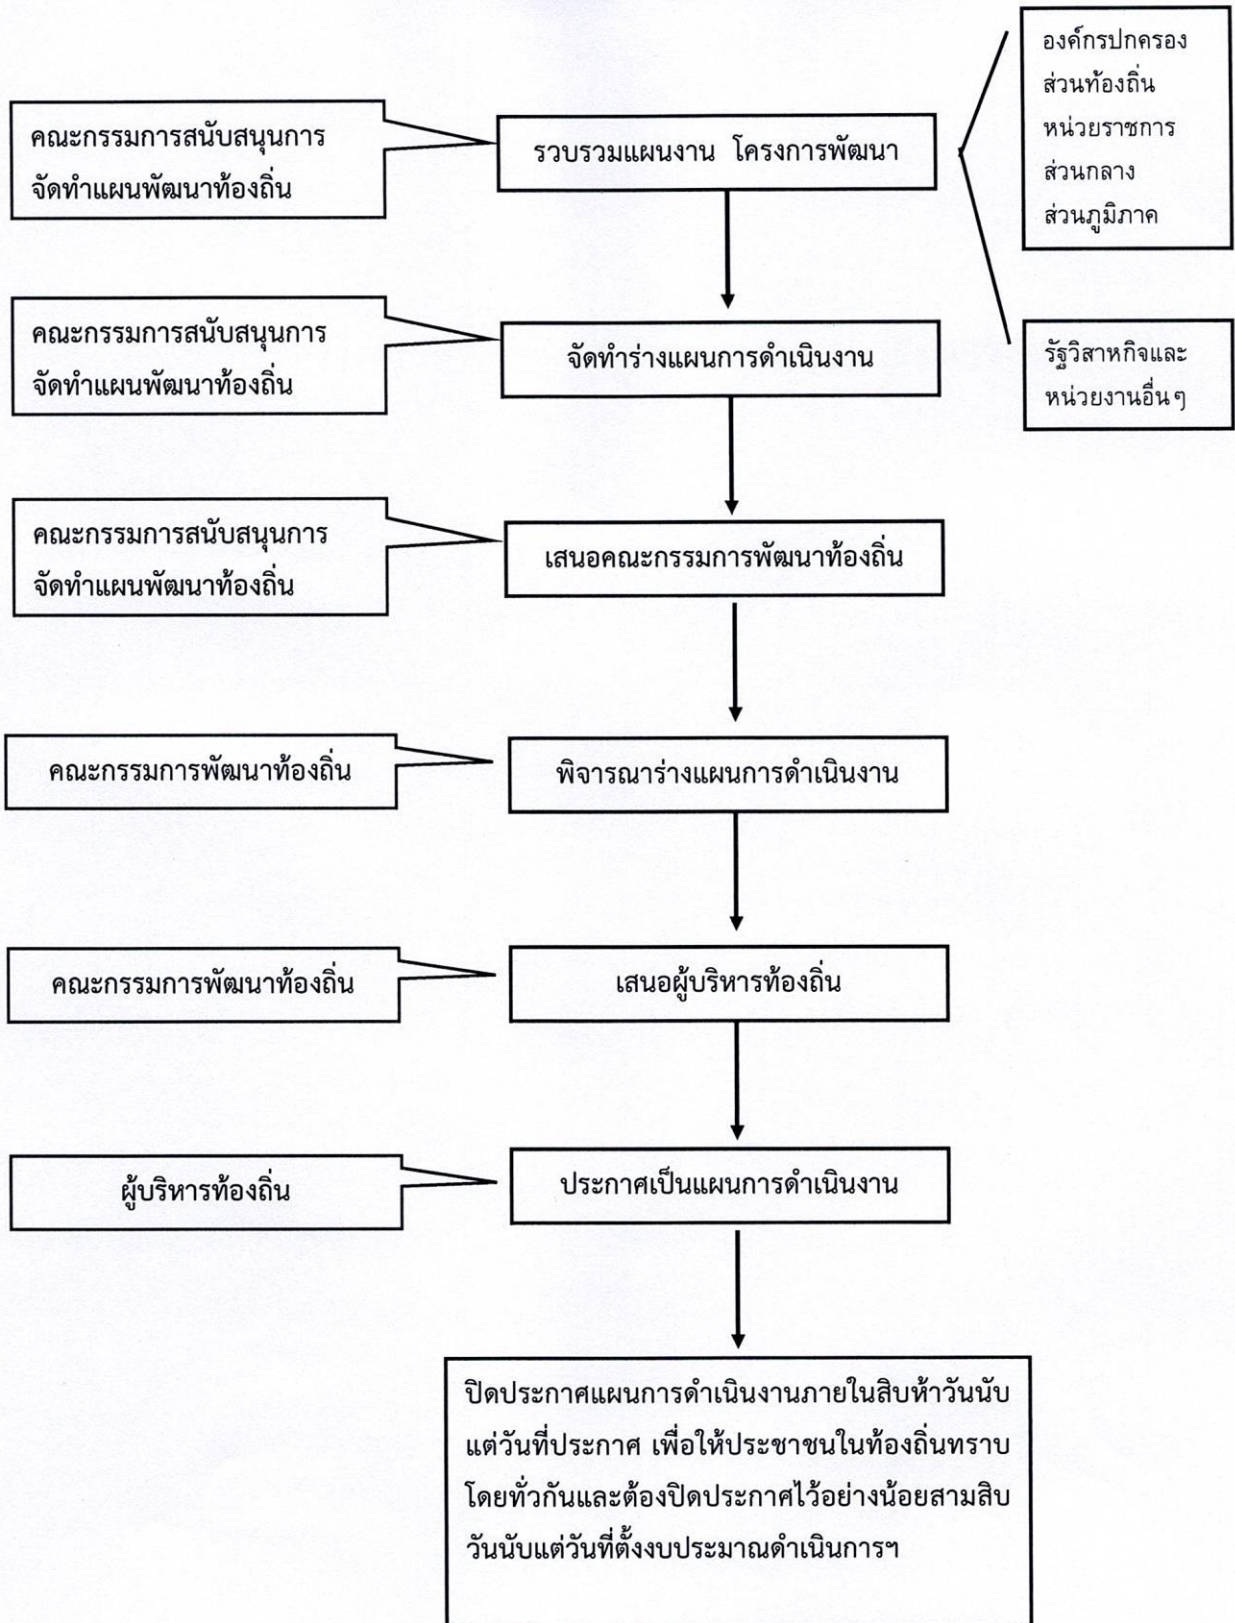 องค์กรปกครอง
ส่วนท้องถิ่น
หน่วยราชการ
ส่วนกลาง
ส่วนภูมิภาค
คณะกรรมการสนับสนุนการ
จัดทำแผนพัฒนาท้องถิ่น
รวบรวมแผนงาน โครงการพัฒนา
คณะกรรมการสนับสนุนการ
จัดทำแผนพัฒนาท้องถิ่น
จัดทำร่างแผนการดำเนินงาน
รัฐวิสาหกิจและ
หน่วยงานอื่นๆ
คณะกรรมการสนับสนุนการ
จัดทำแผนพัฒนาท้องถิ่น
เสนอคณะกรรมการพัฒนาท้องถิ่น
คณะกรรมการพัฒนาท้องถิ่น
พิจารณาร่างแผนการดำเนินงาน
คณะกรรมการพัฒนาท้องถิ่น
เสนอผู้บริหารท้องถิ่น
ผู้บริหารท้องถิ่น
ประกาศเป็นแผนการดำเนินงาน
ปิดประกาศแผนการดำเนินงานภายในสิบห้าวันนับ
แต่วันที่ประกาศ เพื่อให้ประชาชนในท้องถิ่นทราบ
โดยทั่วกันและต้องปิดประกาศไว้อย่างน้อยสามสิบ
วันนับแต่วันที่ตั้งงบประมาณดำเนินการฯ